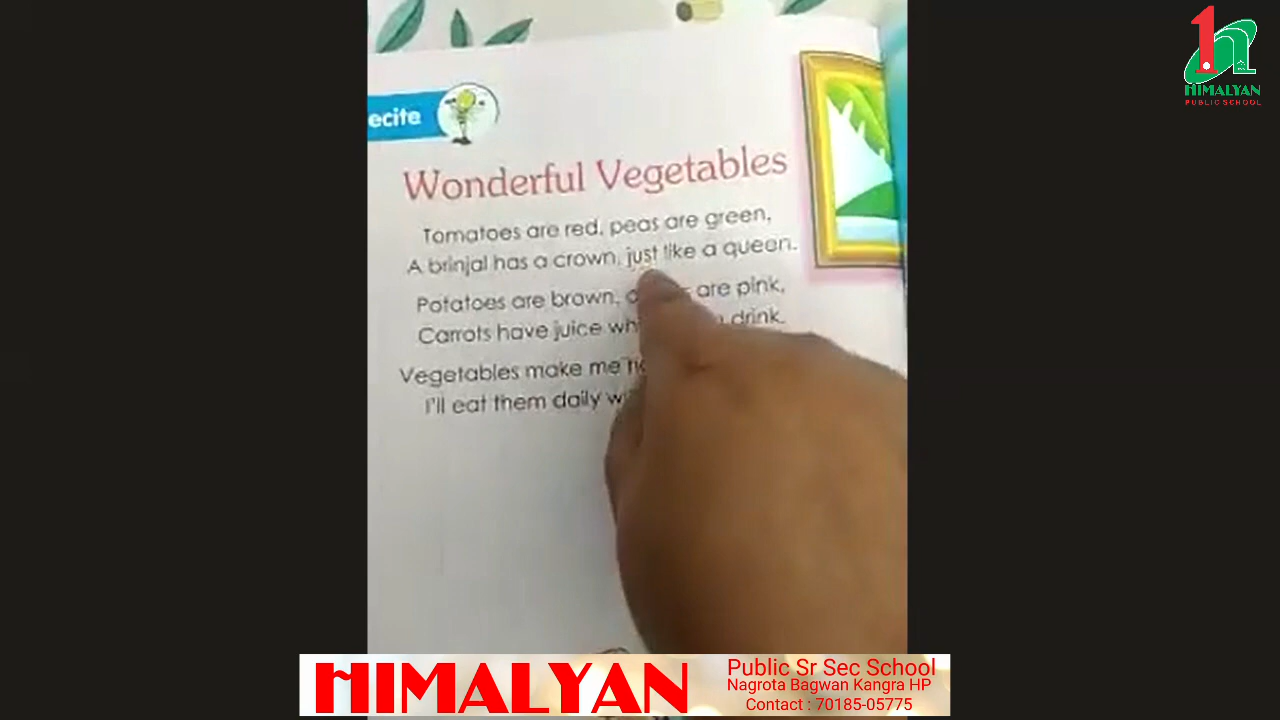 HIMALYAN
PUBLIC SCHOOL
ecite
Wonderful Vegetables
Tomatoes are red, peas are green,
A brinjal has a crown, just like a queen.
Potatoes are brown, are pink,
Carrots have juice drink.
Vegetables make me
I'll eat them daily
HIMALYAN
Public Sr Sec School
Nagrota Bagwan Kangra HP
Contact : 70185-05775